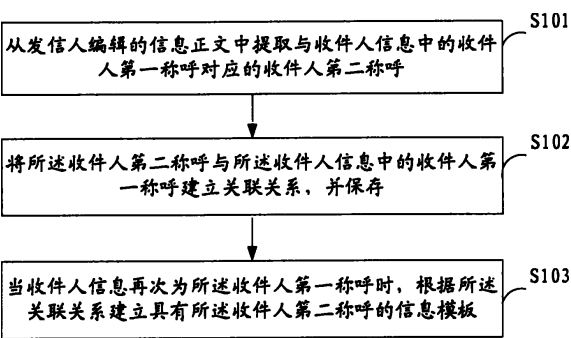 S101
从发信人编辑的信息正文中提取与收件人信息中的收件
人第一称呼对应的收件人第二称呼
S102
将所述收件人第二称呼与所述收件人信息中的收件人第
一称呼建立关联关系，并保存
S103
当收件人信息再次为所述收件人第一称呼时，根据所述
关联关系建立具有所述收件人第二称呼的信息模板